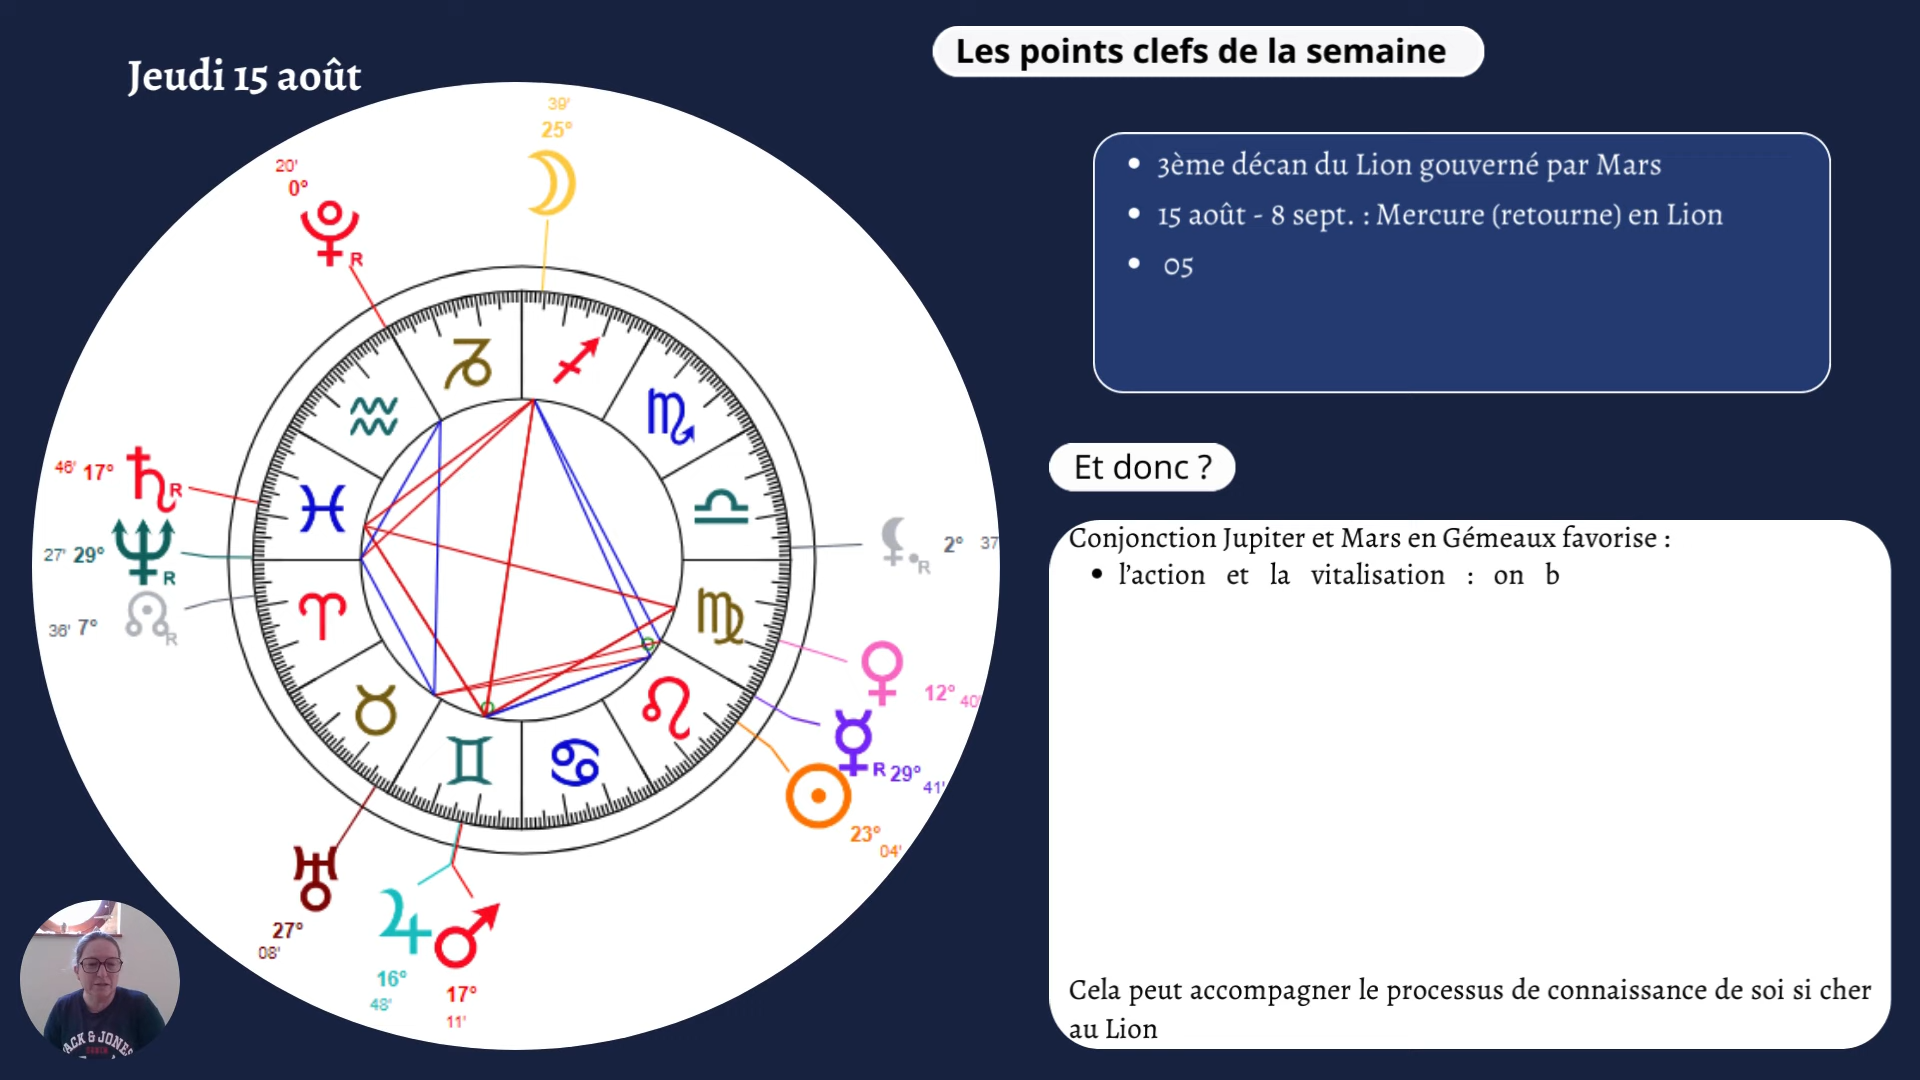 Jeudi 15 août
Les points clefs de la semaine
3ème décan du Lion gouverné par Mars
15 août - 8 sept. : Mercure (retourne) en Lion
05
Et donc ?
Conjonction Jupiter et Mars en Gémeaux favorise :
l'action et la vitalisation : on b
Cela peut accompagner le processus de connaissance de soi si cher
au Lion
39'
25°
20'
0°
R
46' 17° R
27' 29° R
36' 7° R
2° 37
R
12° 40'
R 29° 41'
23°
04'
27°
08'
16°
48'
17°
11'
JACK & JONES